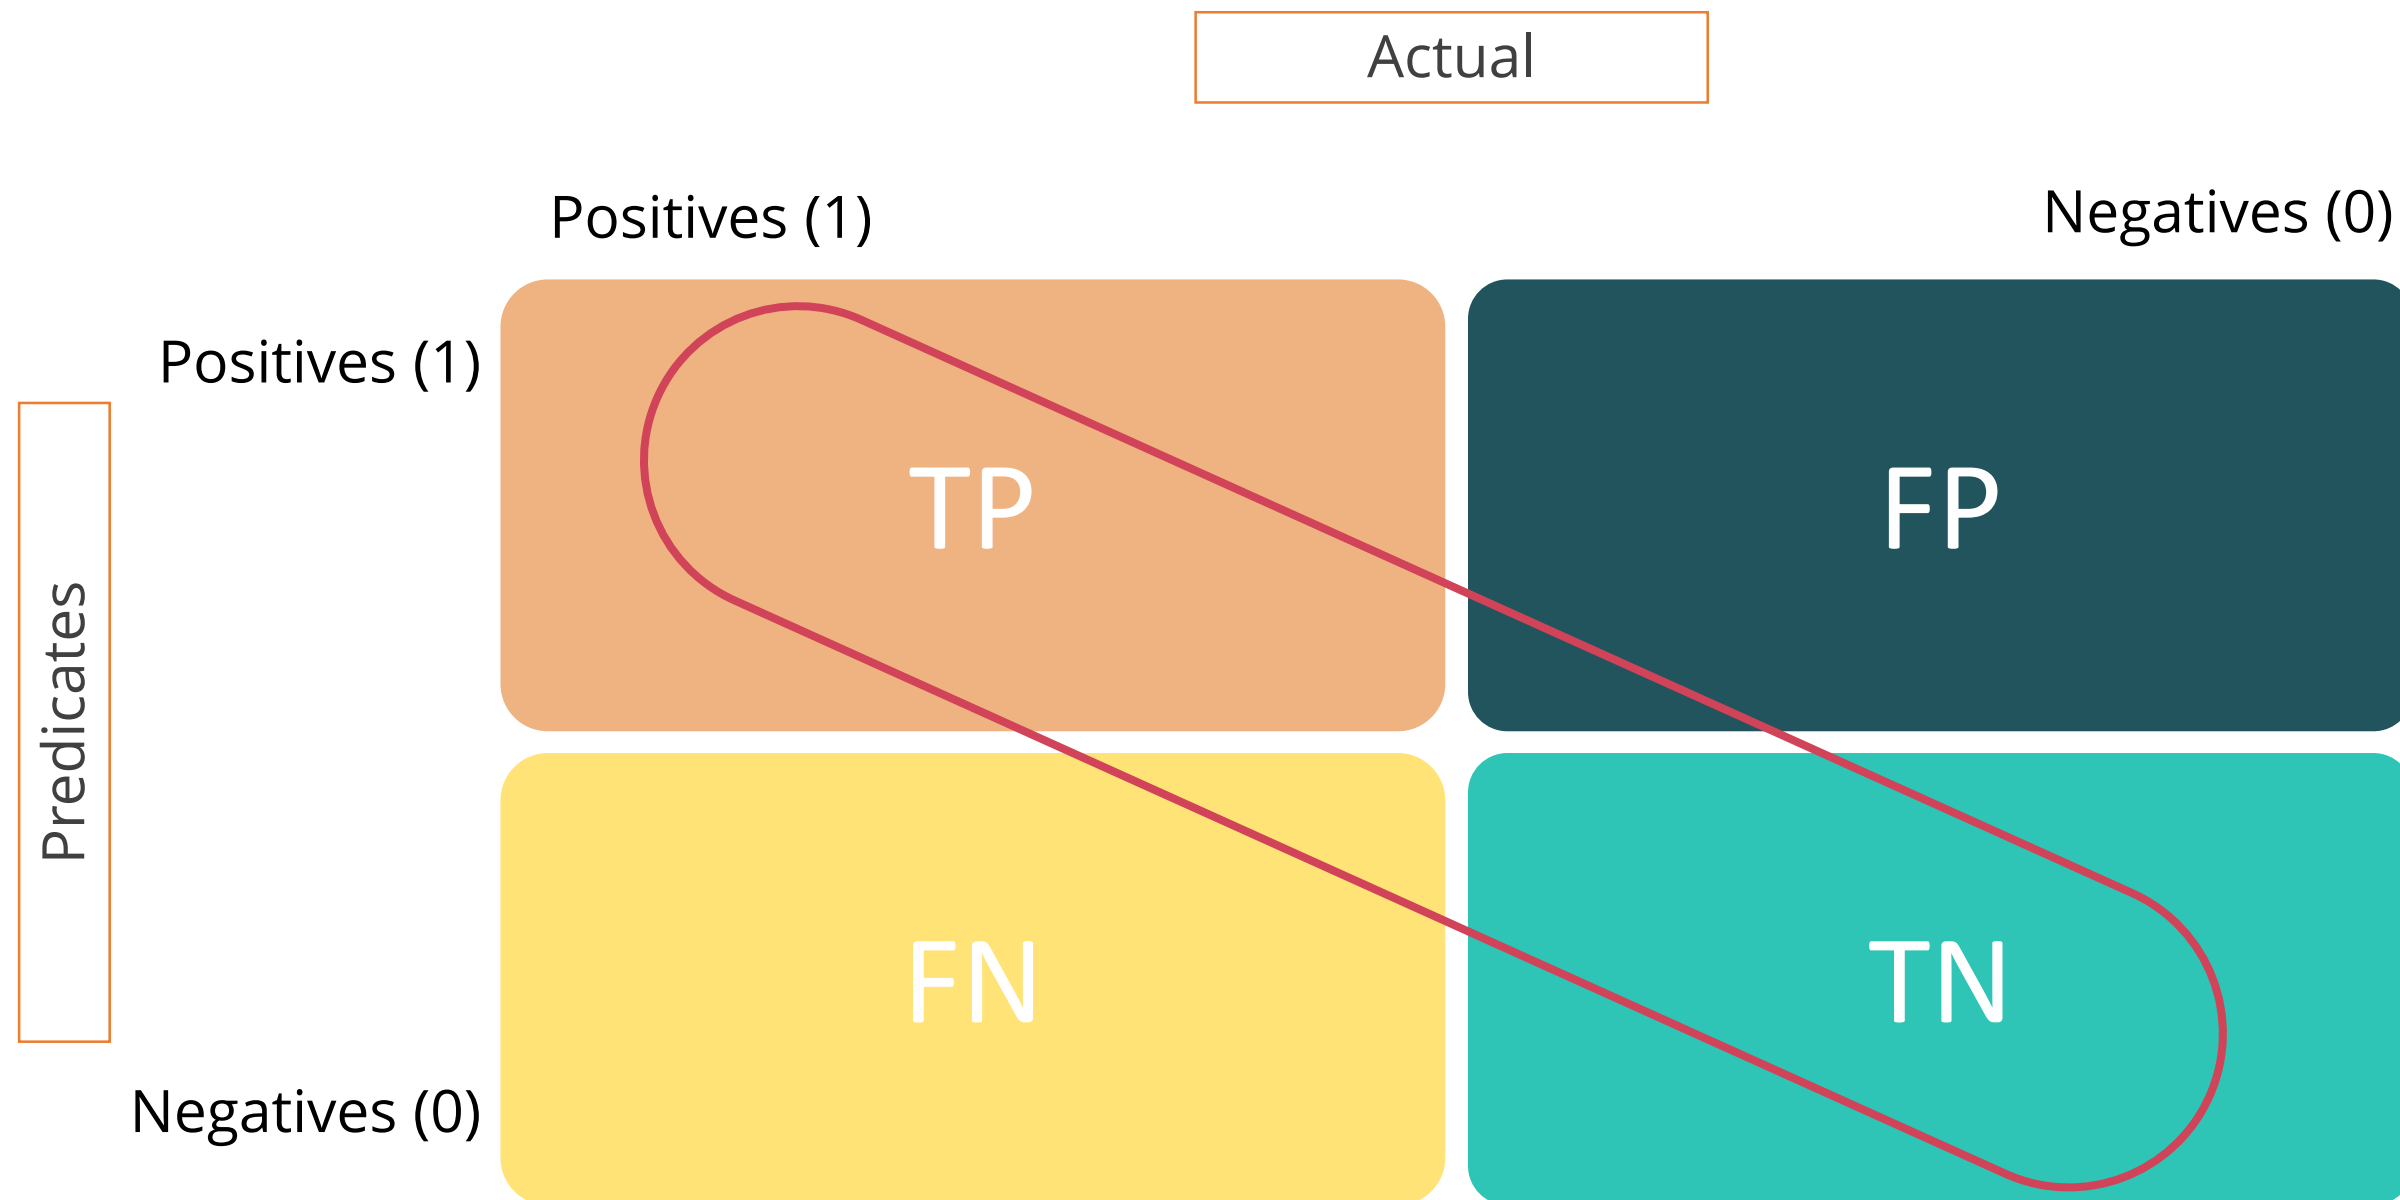 Actual
Positives (1)
Negatives (0)
Positives (1)
Predicates
TP
FP
FN
TN
Negatives (0)